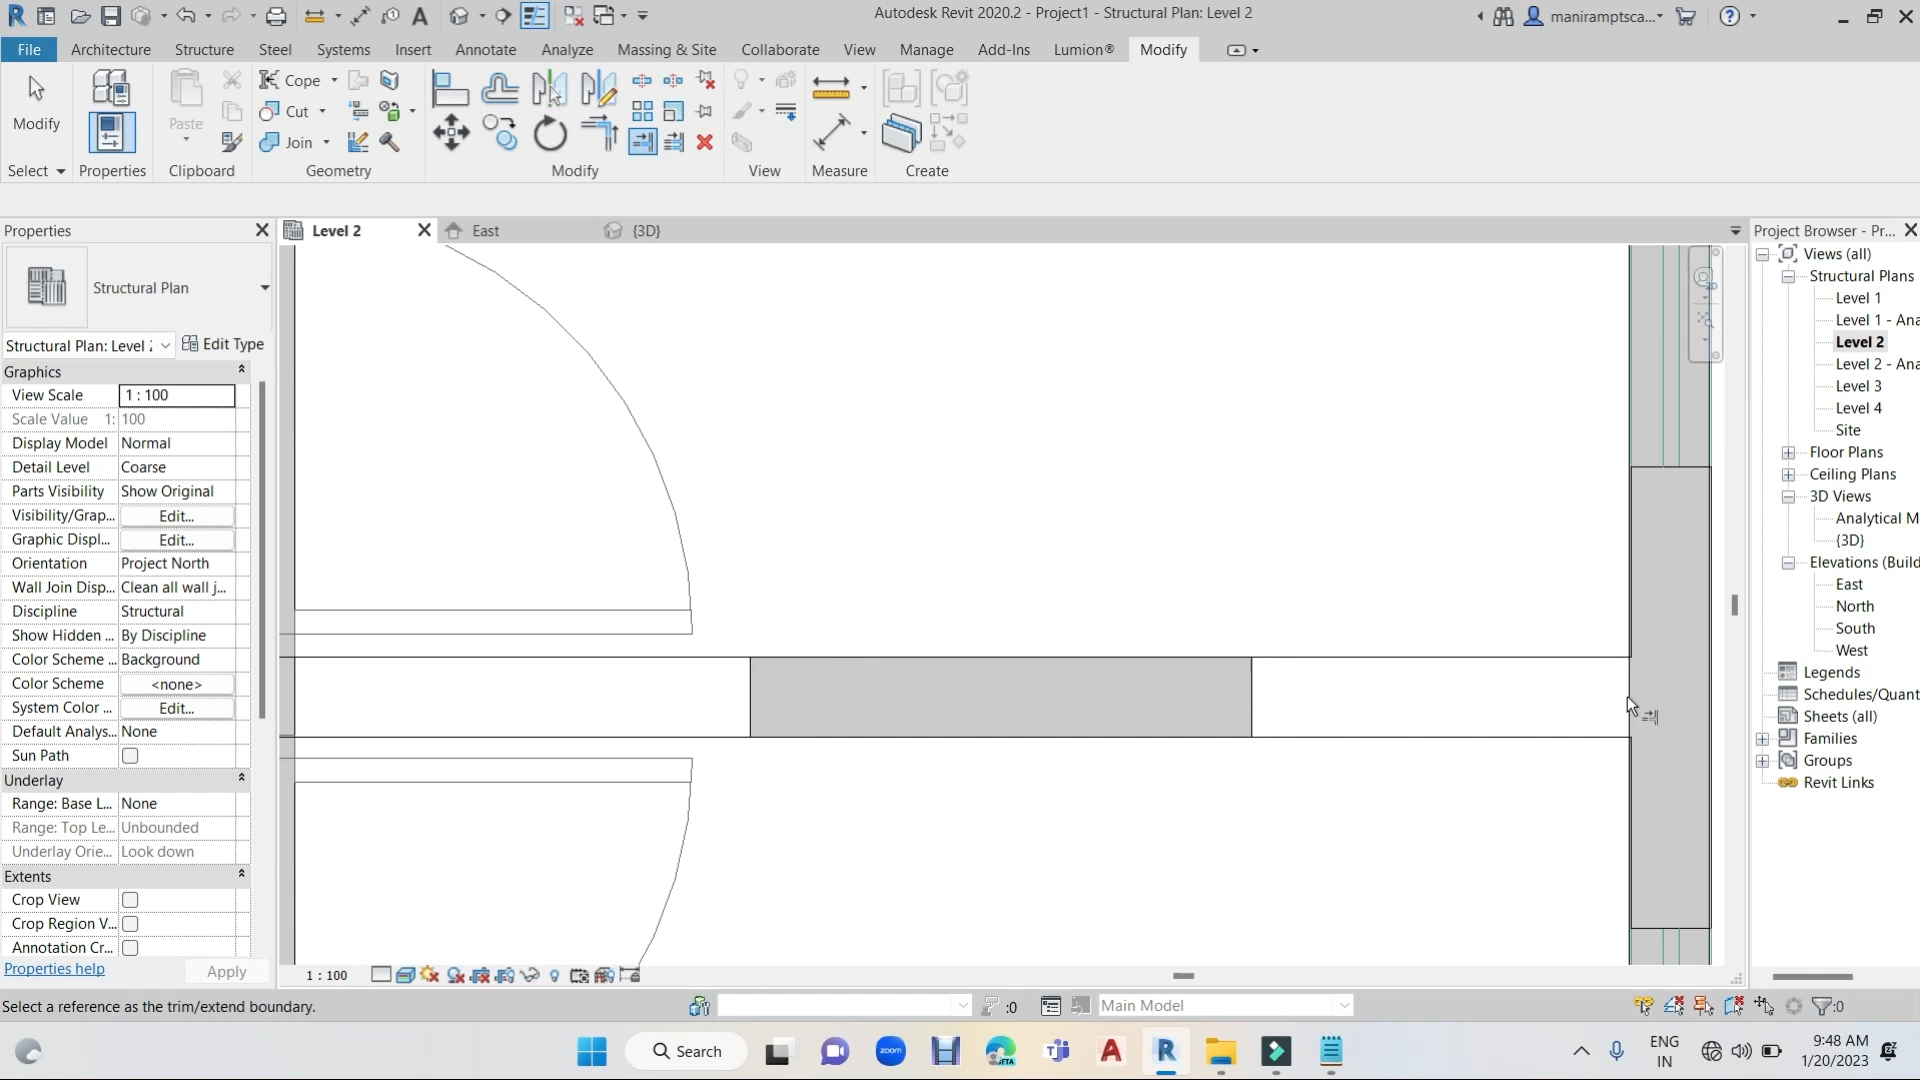 Autodesk Revit 2020.2 - Project1 - Structural Plan: Level 2
maniramptsca...
File Architecture Structure Steel Systems Insert Annotate Analyze Massing & Site Collaborate View Manage Add-Ins Lumion® Modify
Modify
Paste
Cope
Cut
Join
Select Properties Clipboard Geometry Modify View Measure Create
Properties
Level 2
East
{3D}
Project Browser - Pr...
Structural Plan
Structural Plan: Level
Edit Type
Graphics
View Scale 1 : 100
Scale Value 1: 100
Display Model Normal
Detail Level Coarse
Parts Visibility Show Original
Visibility/Grap... Edit...
Graphic Displ... Edit...
Orientation Project North
Wall Join Disp... Clean all wall j...
Discipline Structural
Show Hidden ... By Discipline
Color Scheme ... Background
Color Scheme <none>
System Color ... Edit...
Default Analys... None
Sun Path
Underlay
Range: Base L... None
Range: Top Le... Unbounded
Underlay Orie... Look down
Extents
Crop View
Crop Region V...
Annotation Cr...
Properties help
Apply
Views (all)
Structural Plans
Level 1
Level 1 - Ana
Level 2
Level 2 - Ana
Level 3
Level 4
Site
Floor Plans
Ceiling Plans
3D Views
Analytical M
{3D}
Elevations (Build
East
North
South
West
Legends
Schedules/Quant
Sheets (all)
Families
Groups
Revit Links
1 : 100
Select a reference as the trim/extend boundary.
:0
Main Model
:0
Search
zoom
ENG
IN
9:48 AM
1/20/2023